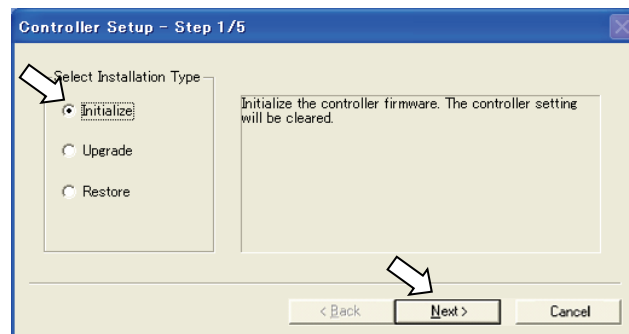 Controller Setup - Step 1/5
Select Installation Type
Initialize
Upgrade
Restore
Initialize the controller firmware. The controller setting
will be cleared.
< Back
Next >
Cancel